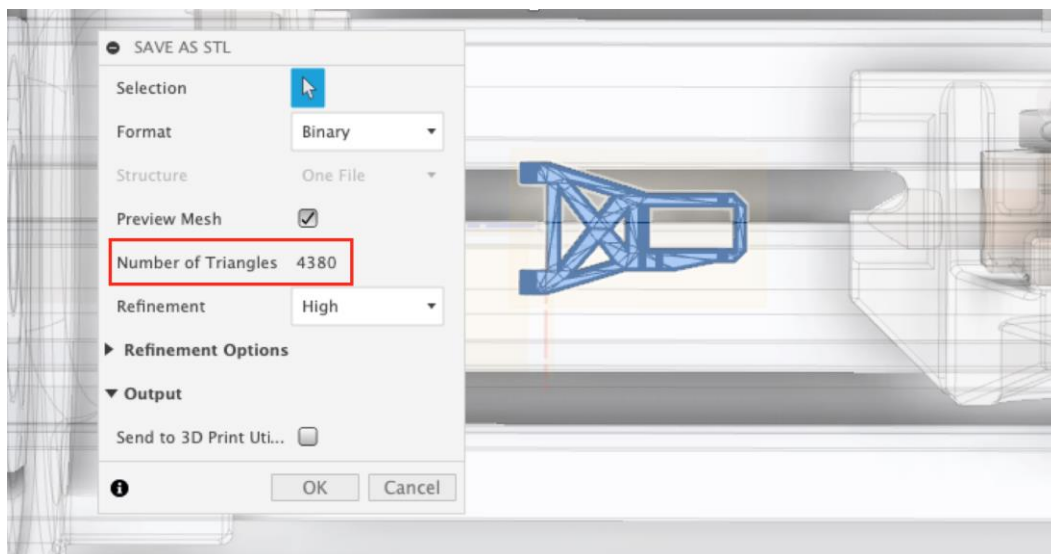 SAVE AS STL
Selection
Format Binary
Structure One File
Preview Mesh
Number of Triangles 4380
Refinement High
Refinement Options
Output
Send to 3D Print Uti...
OK Cancel